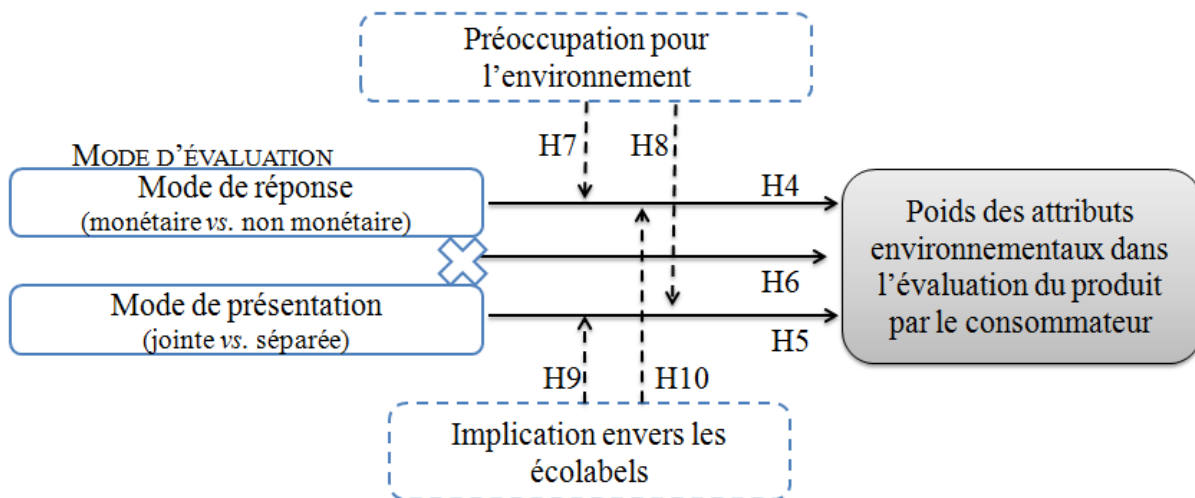 Préoccupation pour
l’environnement
H7
H8
MODE D’ÉVALUATION
Mode de réponse
(monétaire vs. non monétaire)
H4
Poids des attributs
environnementaux dans
l’évaluation du produit
par le consommateur
H6
Mode de présentation
(jointe vs. séparée)
H5
H9
H10
Implication envers les
écolabels